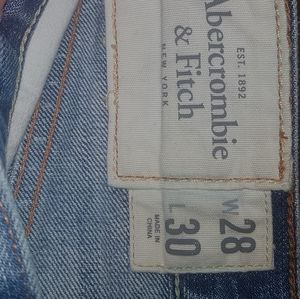 EST. 1892
Abercrombie
& Fitch
NEW YORK
W 28
L 30
MADE IN
CHINA